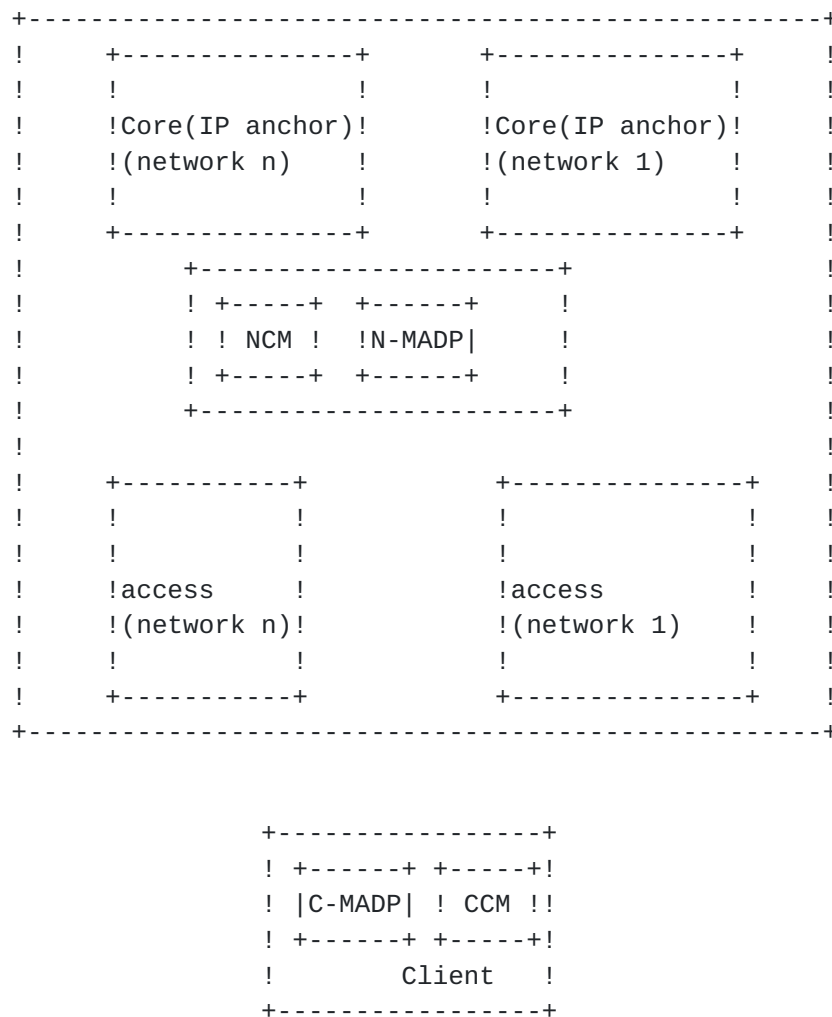 Core(IP anchor) Core(IP anchor)
(network n) (network 1)
NCM N-MADP
access access
(network n) (network 1)
C-MADP CCM
Client